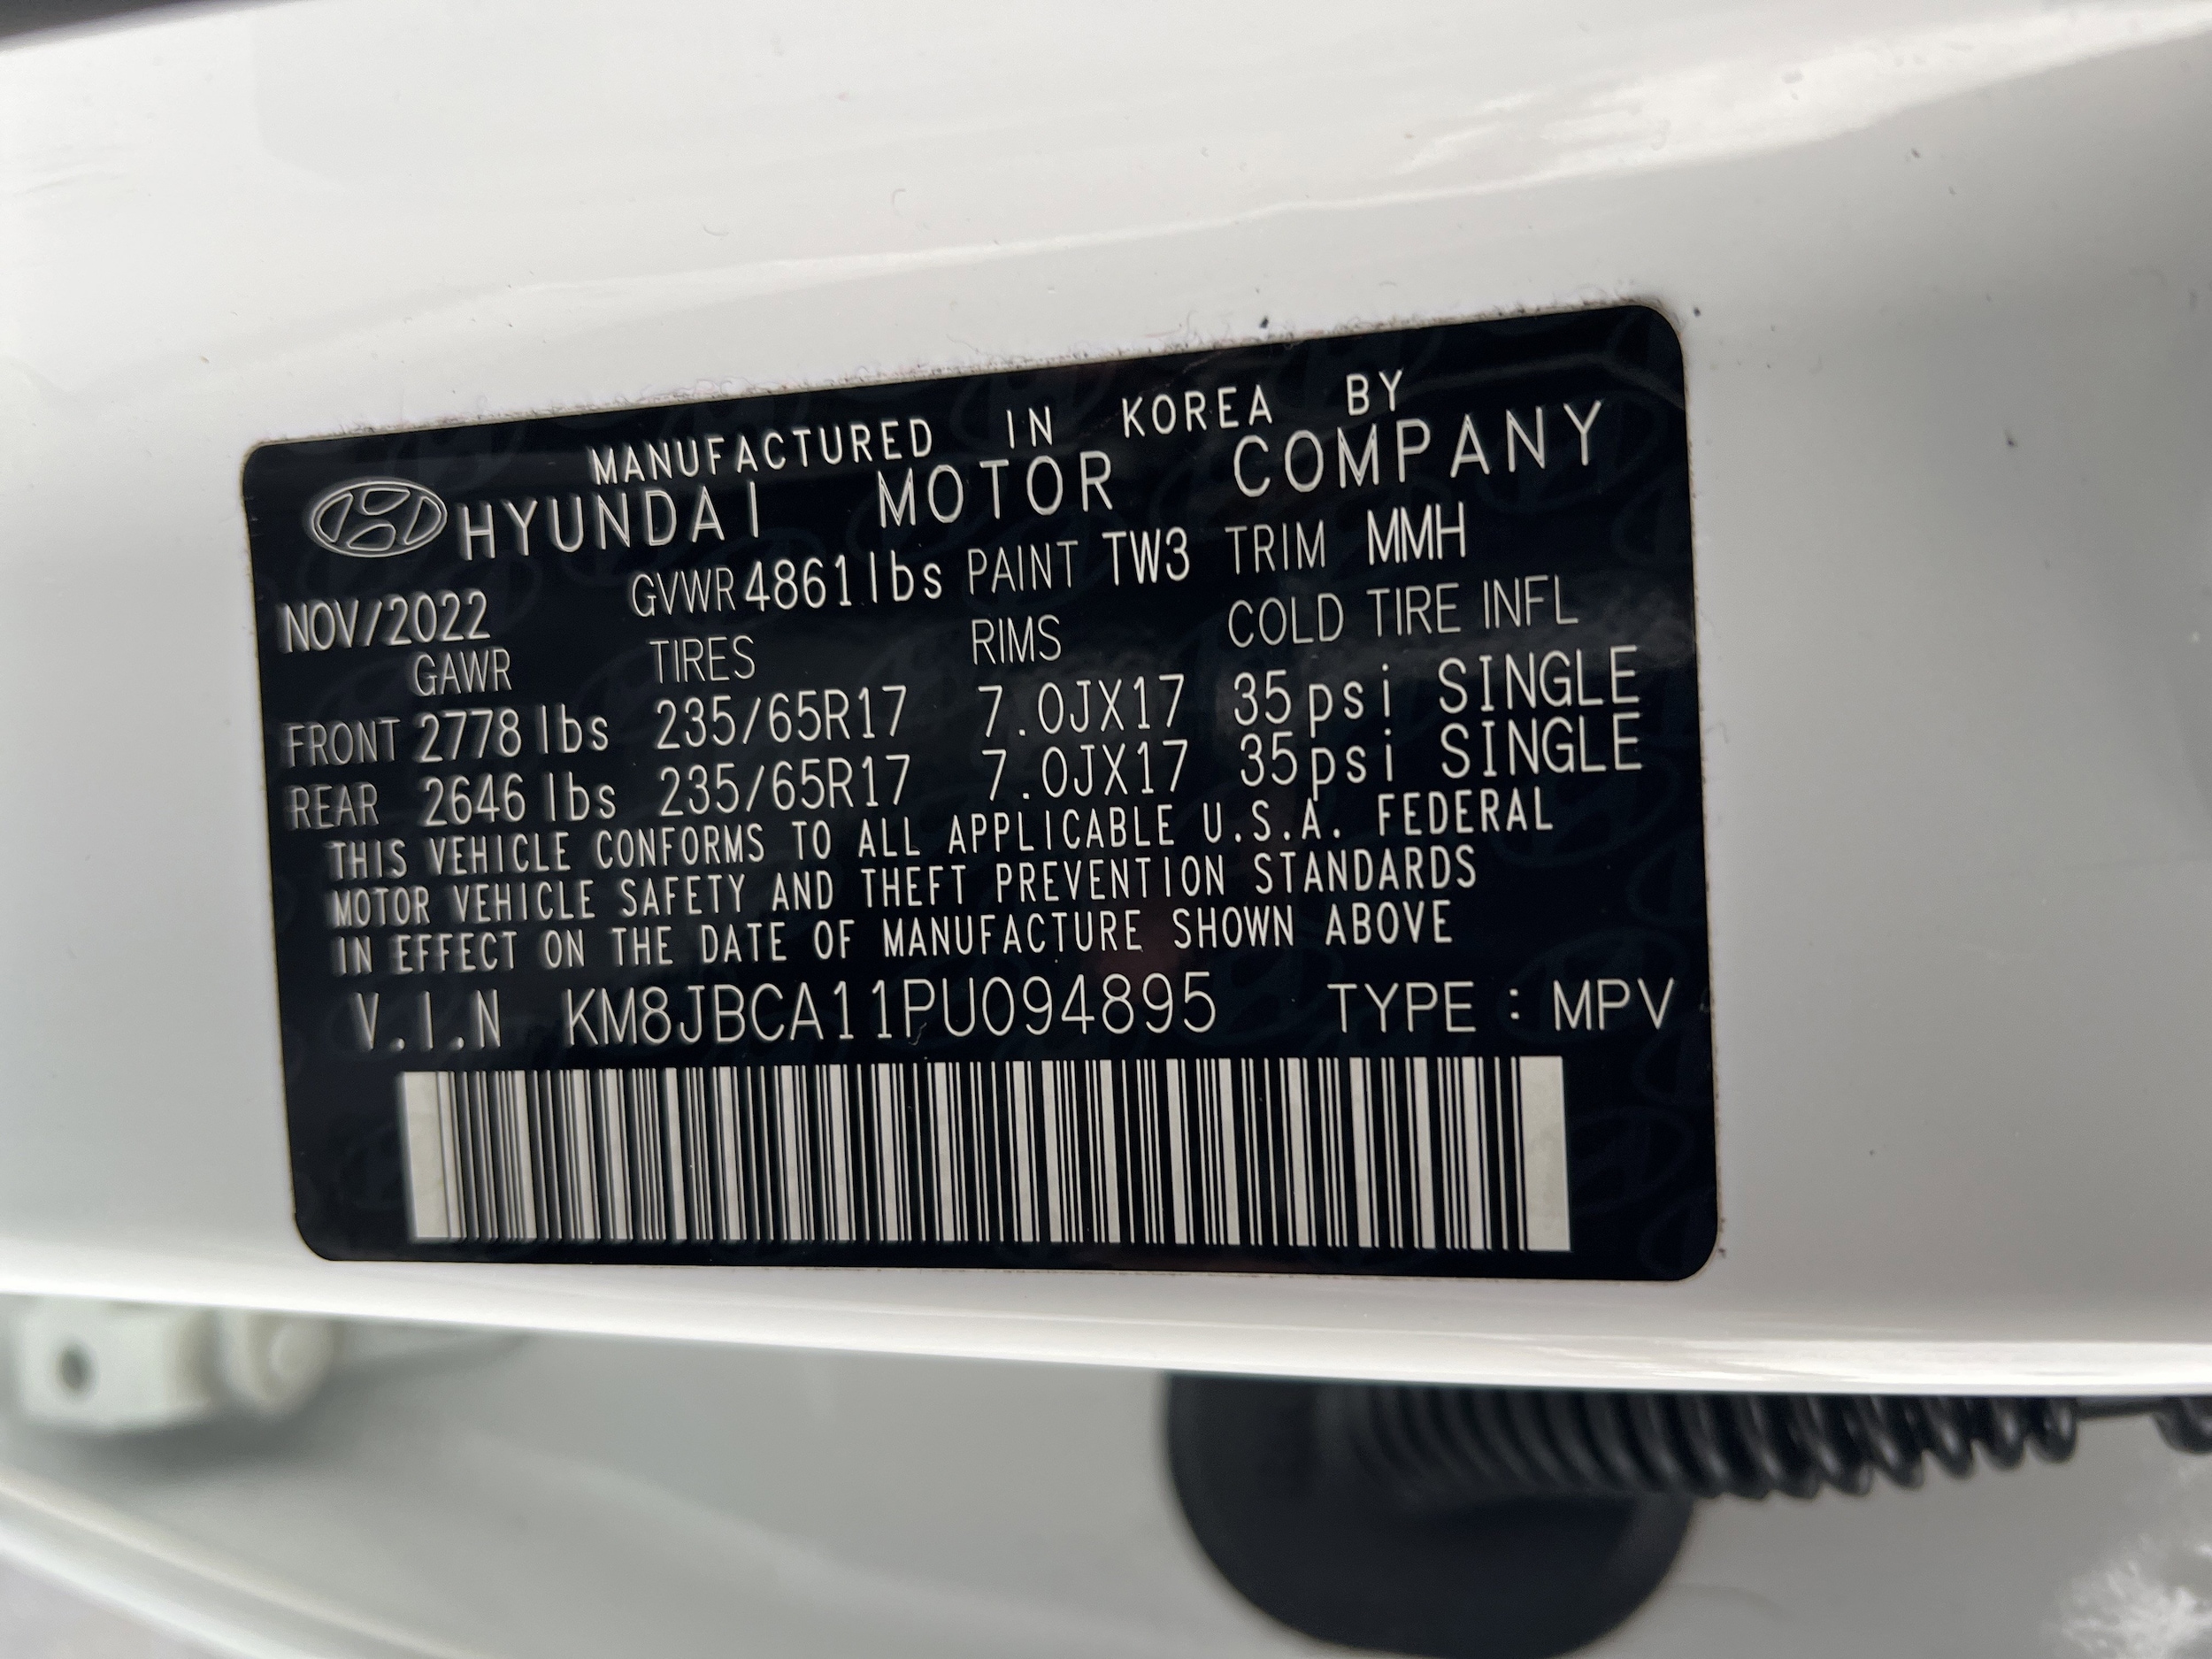 MANUFACTURED IN KOREA BY
HYUNDAI MOTOR COMPANY
NOV/2022 GVWR 4861lbs PAINT TW3 TRIM MMH
GAWR TIRES RIMS COLD TIRE INFL
FRONT 2778 lbs 235/65R17 7.0JX17 35psi SINGLE
REAR 2646 lbs 235/65R17 7.0JX17 35psi SINGLE
THIS VEHICLE CONFORMS TO ALL APPLICABLE U.S.A. FEDERAL
MOTOR VEHICLE SAFETY AND THEFT PREVENTION STANDARDS
IN EFFECT ON THE DATE OF MANUFACTURE SHOWN ABOVE
V.I.N KM8JBCA11PU094895 TYPE : MPV